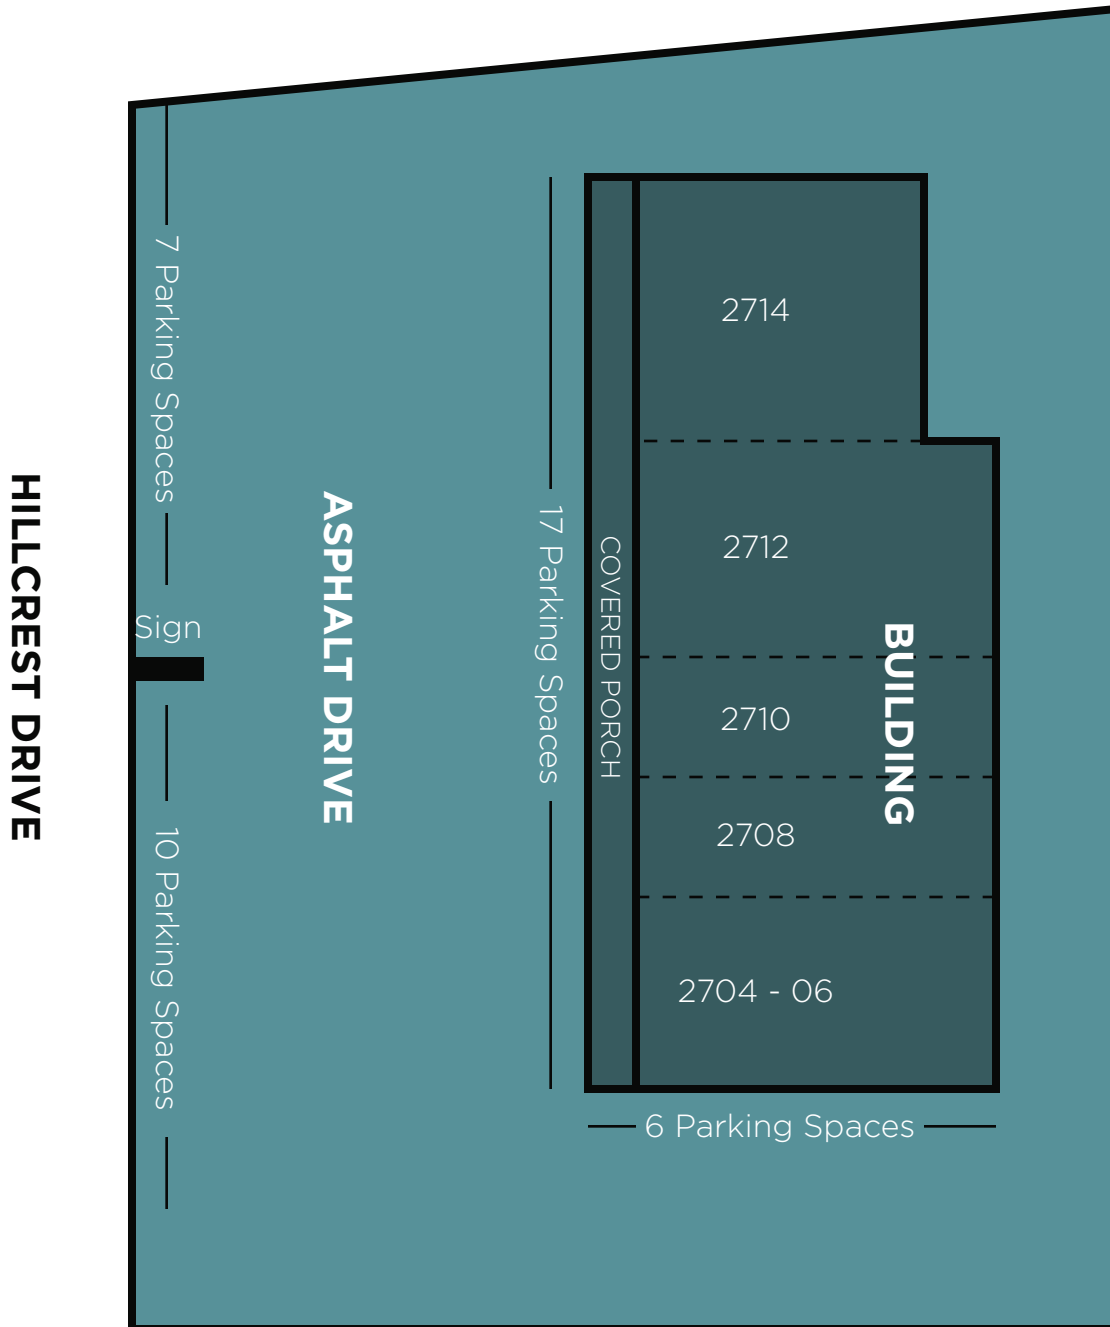 HILLCREST DRIVE
7 Parking Spaces
Sign
10 Parking Spaces
ASPHALT DRIVE
17 Parking Spaces
COVERED PORCH
2714
2712
2710
2708
2704 - 06
BUILDING
6 Parking Spaces